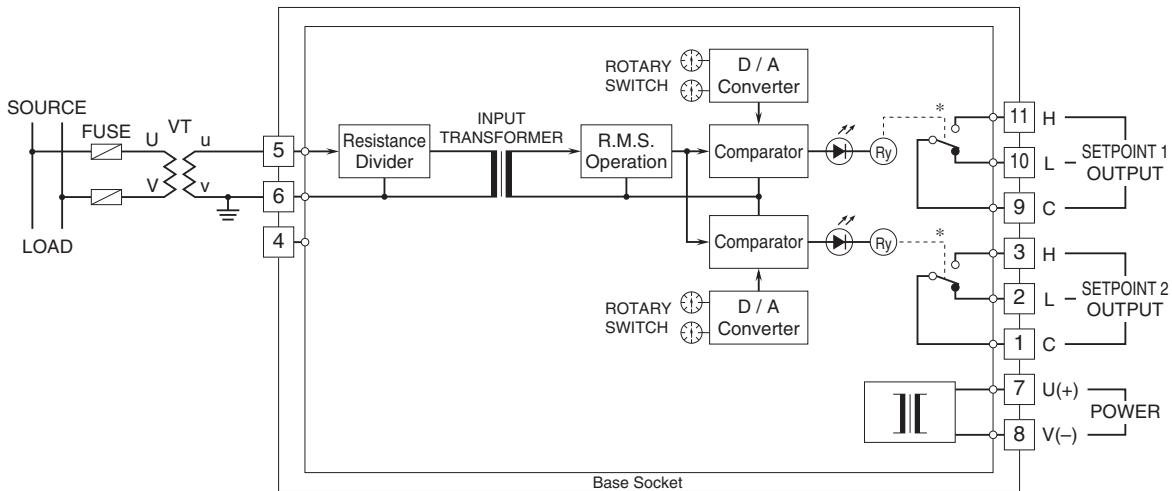 SOURCE
FUSE
U
VT
u
V
v
LOAD
5
6
4
Resistance
Divider
INPUT
TRANSFORMER
R.M.S.
Operation
ROTARY
SWITCH
D / A
Converter
Comparator
Ry
*
Comparator
Ry
*
ROTARY
SWITCH
D / A
Converter
11 H
10 L
9 C
SETPOINT 1
OUTPUT
3 H
2 L
1 C
SETPOINT 2
OUTPUT
7 U(+)
8 V(–)
POWER
Base Socket